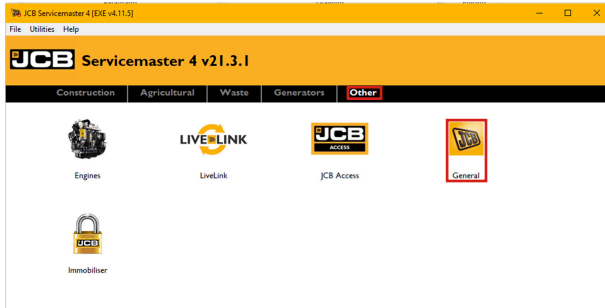 JCB Servicemaster 4 [EXE v4.11.5]
File Utilities Help
JCB Servicemaster 4 v21.3.1
Construction Agricultural Waste Generators Other
LIVELINK JCB ACCESS JCB
Engines LiveLink JCB Access General
JCB
Immobiliser